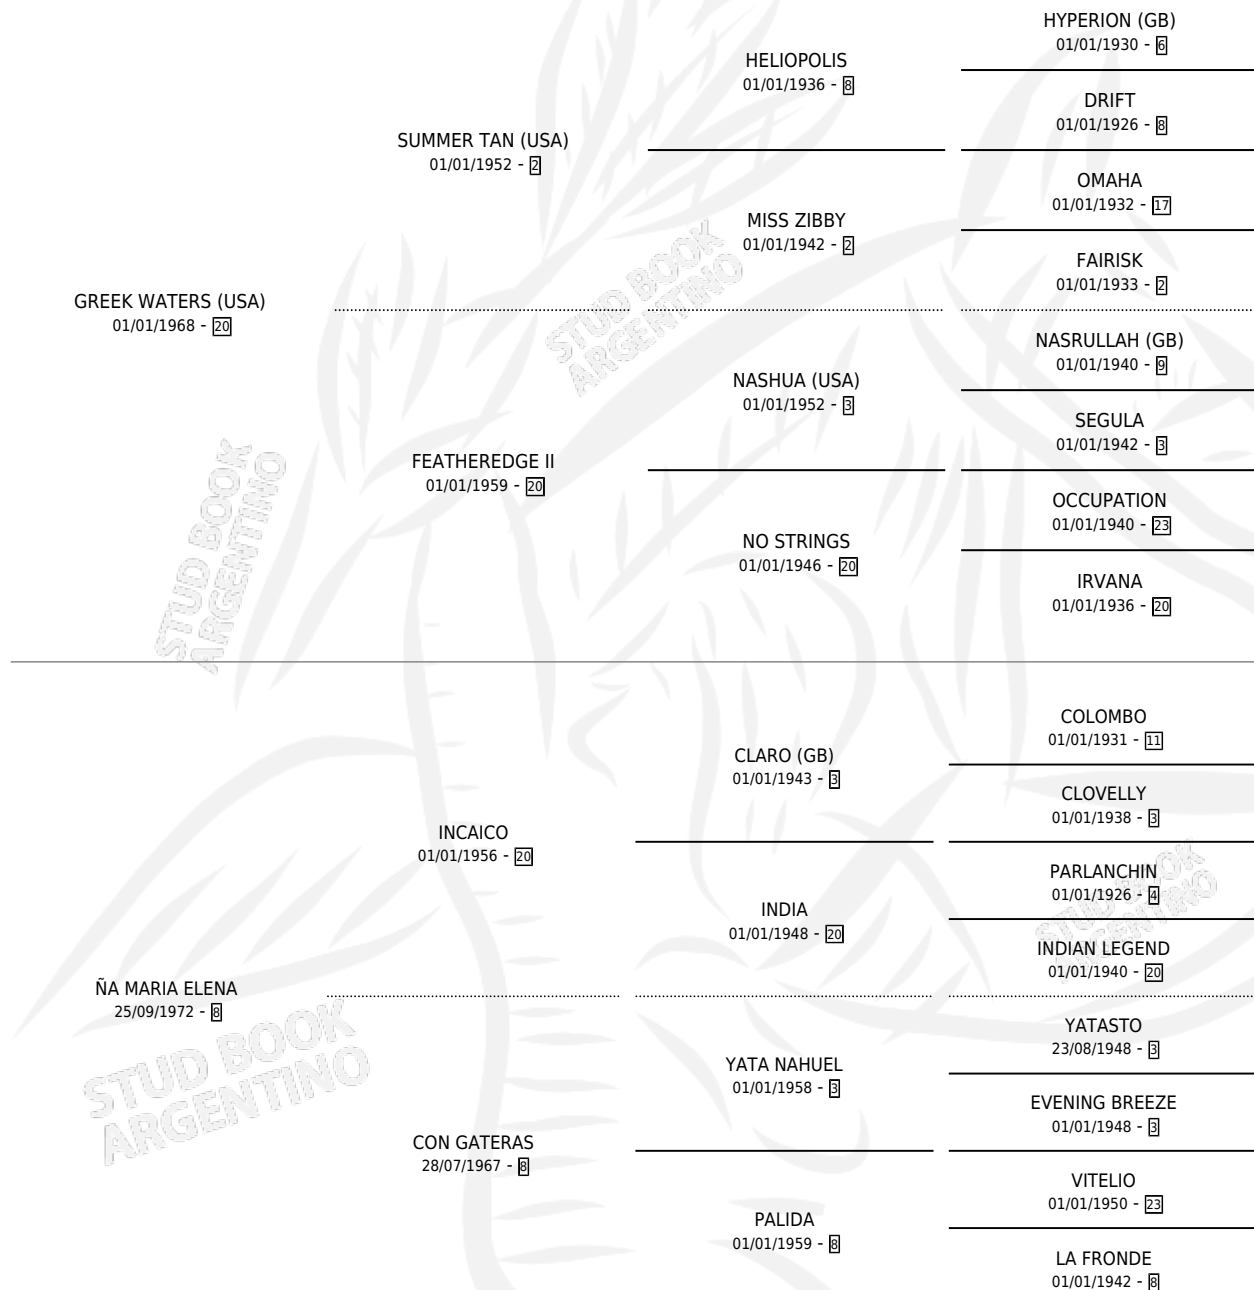 HYPERION (GB)
01/01/1930 - 6
HELIOPOLIS
01/01/1936 - 8
DRIFT
01/01/1926 - 8
SUMMER TAN (USA)
01/01/1952 - 2
OMAHA
01/01/1932 - 17
MISS ZIBBY
01/01/1942 - 2
FAIRISK
01/01/1933 - 2
GREEK WATERS (USA)
01/01/1968 - 20
NASRULLAH (GB)
01/01/1940 - 9
NASHUA (USA)
01/01/1952 - 3
SEGULA
01/01/1942 - 3
FEATHEREDGE II
01/01/1959 - 20
OCCUPATION
01/01/1940 - 23
NO STRINGS
01/01/1946 - 20
IRVANA
01/01/1936 - 20
COLOMBO
01/01/1931 - 11
CLARO (GB)
01/01/1943 - 3
CLOVELLY
01/01/1938 - 3
INCAICO
01/01/1956 - 20
PARLANCHIN
01/01/1926 - 4
INDIA
01/01/1948 - 20
INDIAN LEGEND
01/01/1940 - 20
ÑA MARIA ELENA
25/09/1972 - 8
YATASTO
23/08/1948 - 3
YATA NAHUEL
01/01/1958 - 3
EVENING BREEZE
01/01/1948 - 3
CON GATERAS
28/07/1967 - 8
VITELIO
01/01/1950 - 23
PALIDA
01/01/1959 - 8
LA FRONDE
01/01/1942 - 8
STUD BOOK
ARGENTINO
STUD BOOK
ARGENTINO
STUD BOOK
ARGENTINO
STUD BOOK
ARGENTINO